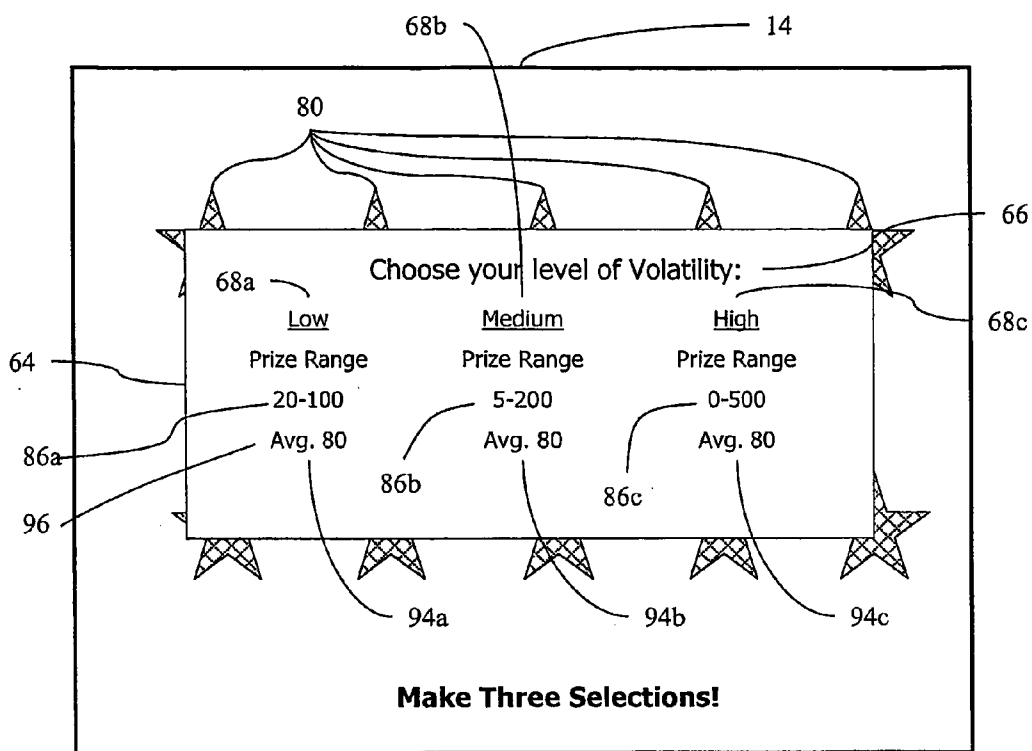 68b 14
80
66
Choose your level of Volatility:
68a
Low Medium High 68c
64 Prize Range Prize Range Prize Range
20-100 5-200 0-500
86a Avg. 80 Avg. 80 Avg. 80
86b 86c
96
94a 94b 94c
Make Three Selections!